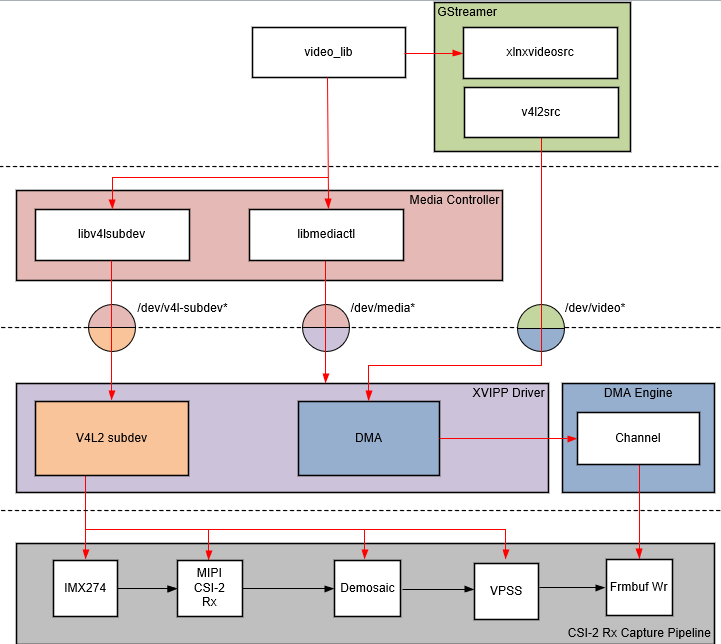 GStreamer
video_lib
xlnxvideosrc
v4l2src
Media Controller
libv4lsubdev
libmediactl
/dev/v4l-subdev*
/dev/media*
/dev/video*
XVIPP Driver
DMA Engine
V4L2 subdev
DMA
Channel
IMX274
MIPI
CSI-2
Rx
Demosaic
VPSS
Frmbuf Wr
CSI-2 Rx Capture Pipeline